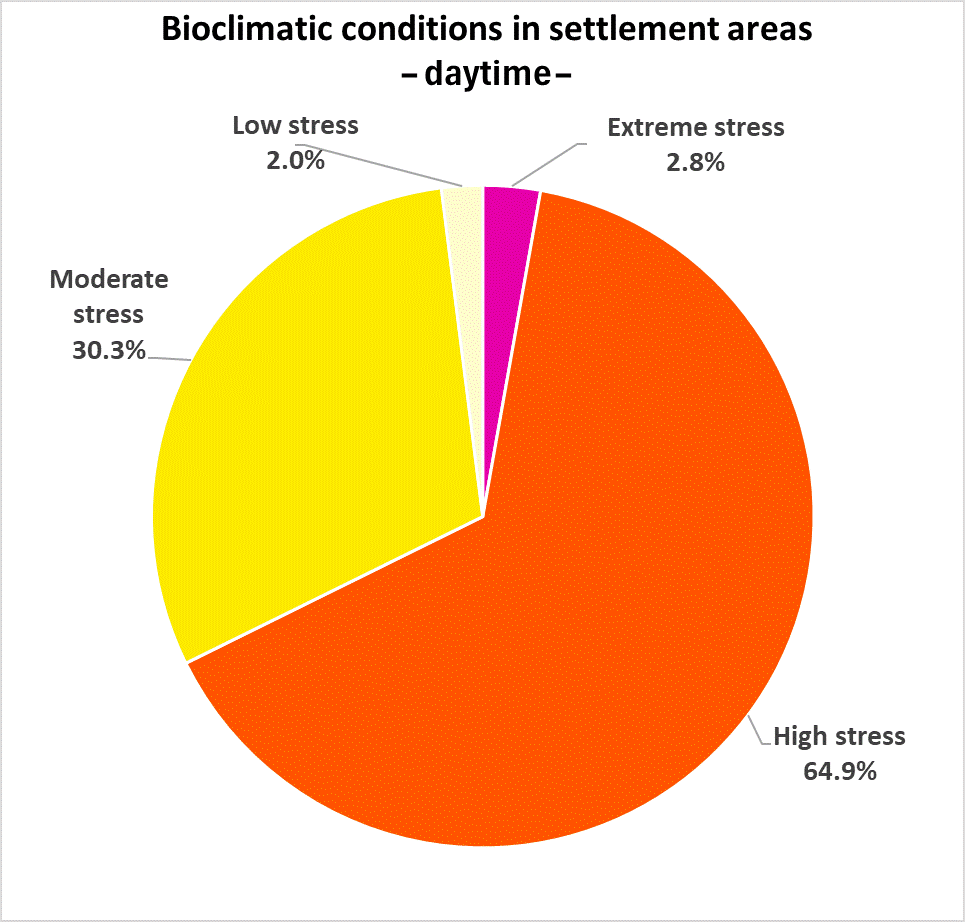 Bioclimatic conditions in settlement areas
– daytime –
Low stress
2.0%
Extreme stress
2.8%
Moderate
stress
30.3%
High stress
64.9%